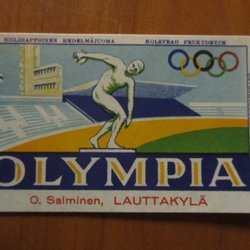 HIILIHAPPOINEN HEDELMÄJUOMA KOLSYRAD FRUKTDRYCK
OLYMPIA
O. Salminen, LAUTTAKYLÄ